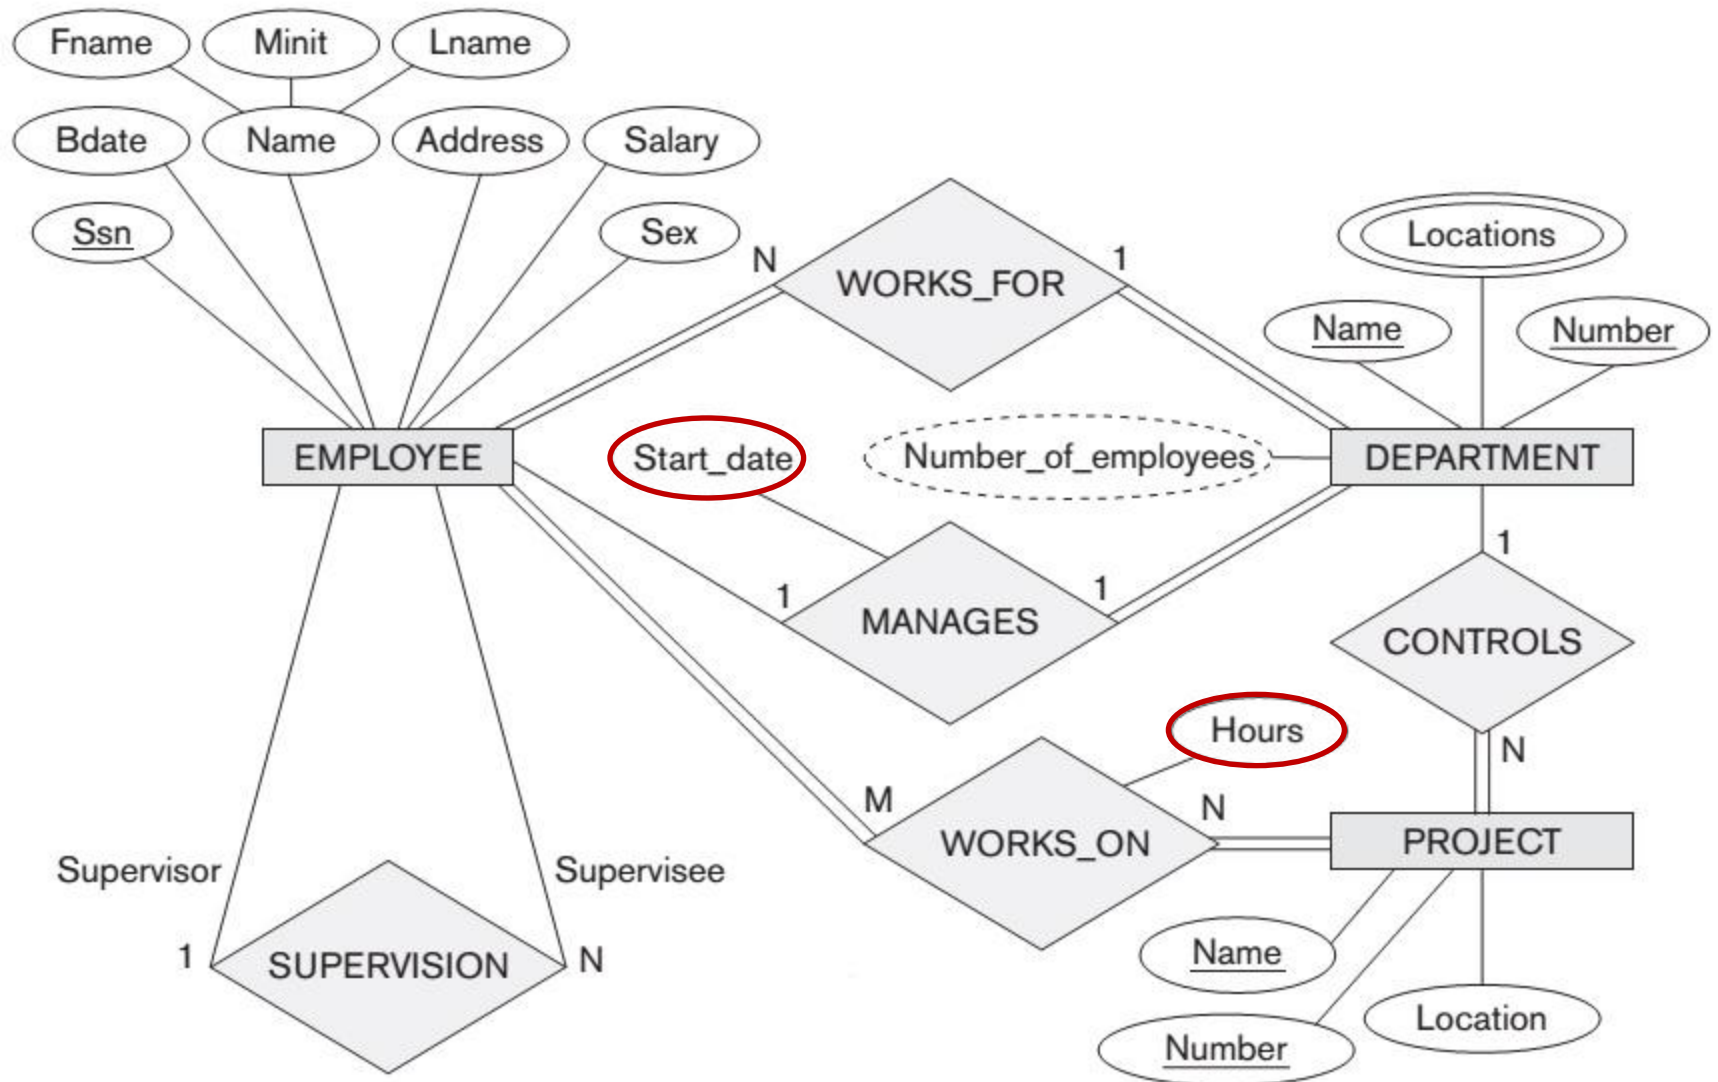 Fname
Minit
Lname
Bdate
Name
Address
Salary
Ssn
Sex
N
WORKS_FOR
1
Locations
Name
Number
EMPLOYEE
Start_date
Number_of_employees
DEPARTMENT
1
MANAGES
1
1
CONTROLS
N
Hours
M
WORKS_ON
N
PROJECT
Supervisor
Supervisee
1
SUPERVISION
N
Name
Number
Location